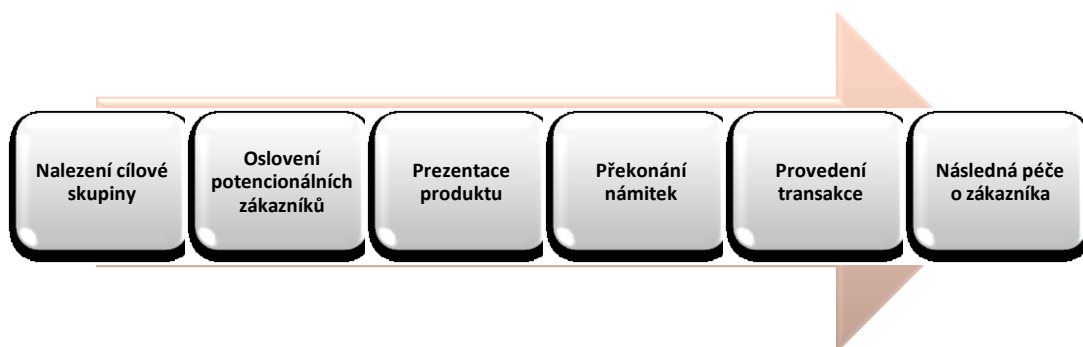 Nalezení cílové
skupiny
Oslovení
potencionálních
zákazníků
Prezentace
produktu
Překonání
námitek
Provedení
transakce
Následná péče
o zákazníka